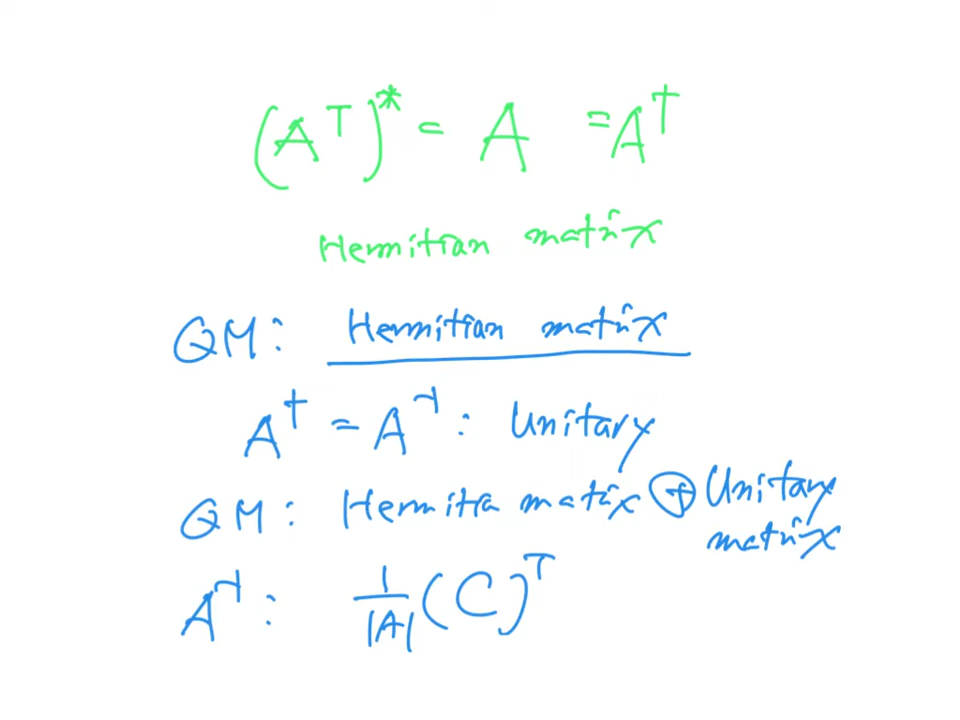 (A^T)^* = A = A^†
Hermitian matrix
QM: Hermitian matrix
A^† = A^-1 : Unitary
QM: Hermitia matrix ⊕ Unitary
matrix
A^-1 : 1/|A| (C)^T